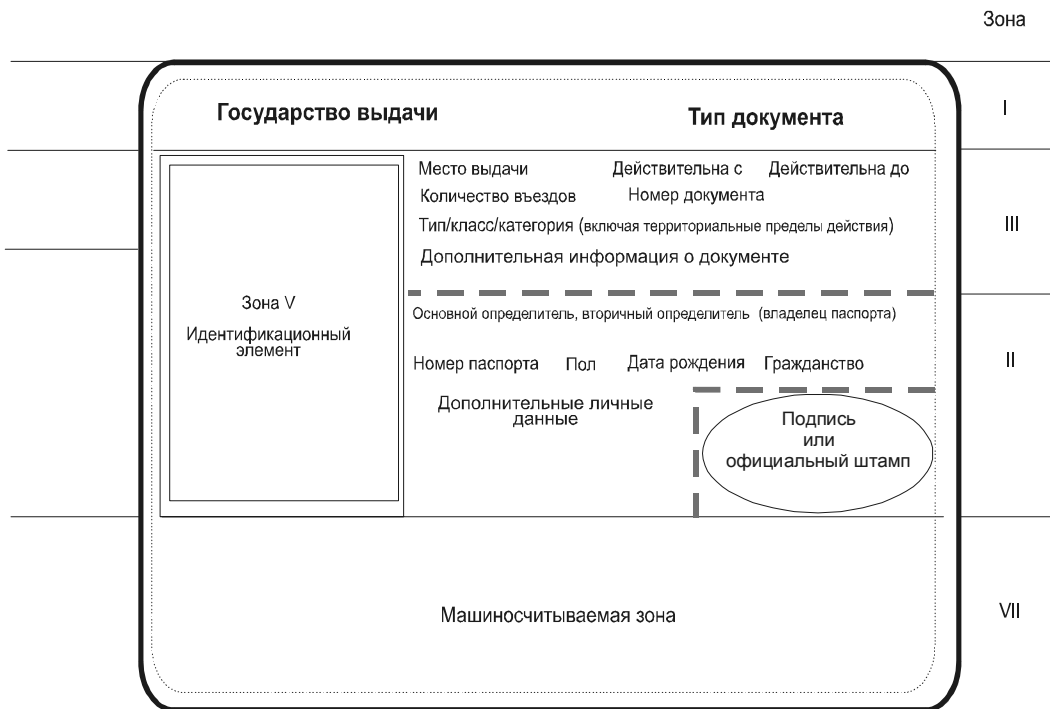 Зона
Государство выдачи
Тип документа
I
Место выдачи Действительна с Действительна до
Количество въездов Номер документа
Тип/класс/категория (включая территориальные пределы действия)
III
Дополнительная информация о документе
Зона V
Идентификационный
элемент
Основной определитель, вторичный определитель (владелец паспорта)
Номер паспорта Пол Дата рождения Гражданство
II
Дополнительные личные
данные
Подпись
или
официальный штамп
Машиносчитываемая зона
VII